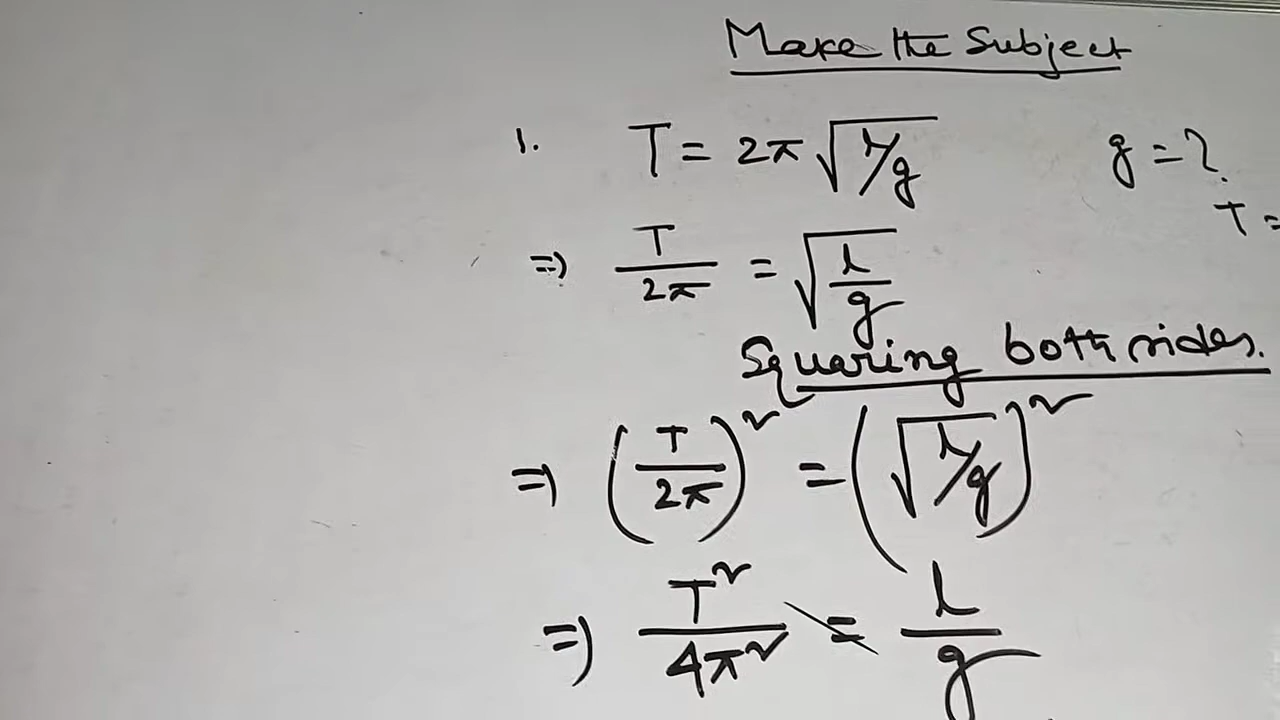 Make the Subject
1. T = 2π √(l/g) g = ?
T =
⇒ T/2π = √(l/g)
Squaring both sides.
⇒ (T/2π)² = (√(l/g))²
⇒ T²/4π² = l/g